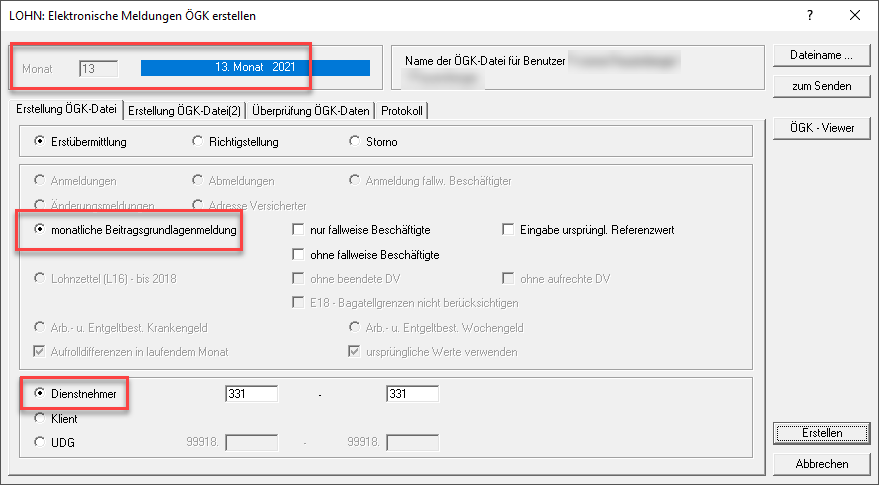 LOHN: Elektronische Meldungen ÖGK erstellen ?
Monat 13 13. Monat 2021
Name der ÖGK-Datei für Benutzer
Dateiname ...
zum Senden
ÖGK - Viewer
Erstellung ÖGK-Datei Erstellung ÖGK-Datei(2) Überprüfung ÖGK-Daten Protokoll
Erstübermittlung Richtigstellung Storno
Anmeldungen Abmeldungen Anmeldung fallw. Beschäftigter
Änderungsmeldungen Adresse Versicherter
monatliche Beitragsgrundlagenmeldung nur fallweise Beschäftigte Eingabe ursprüngl. Referenzwert
ohne fallweise Beschäftigte
Lohnzettel (L16) - bis 2018 ohne beendete DV ohne aufrechte DV
E18 - Bagatellgrenzen nicht berücksichtigen
Arb.- u. Entgeltbest. Krankengeld Arb.- u. Entgeltbest. Wochengeld
Aufrolldifferenzen in laufendem Monat ursprüngliche Werte verwenden
Dienstnehmer 331 - 331
Klient
UDG 99918. - 99918.
Erstellen
Abbrechen